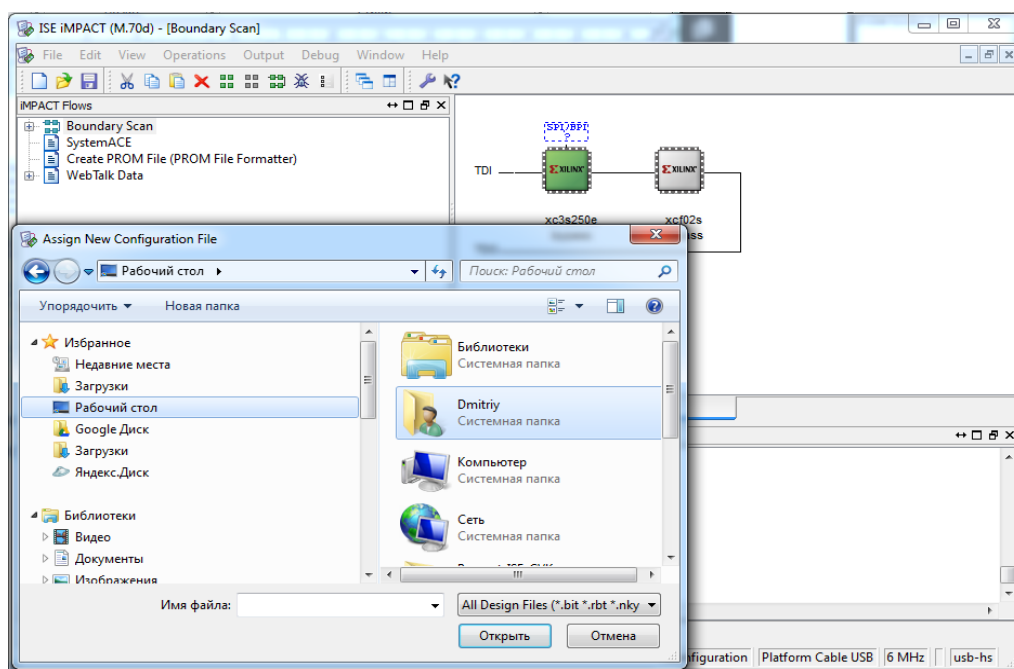 ISE iMPACT (M.70d) - [Boundary Scan]
File Edit View Operations Output Debug Window Help
iMPACT Flows
Boundary Scan
SystemACE
Create PROM File (PROM File Formatter)
WebTalk Data
SPI/BPI
?
TDI
XILINX
XILINX
xc3s250e
xcf02s
Assign New Configuration File
Рабочий стол
Поиск: Рабочий стол
Упорядочить
Новая папка
Избранное
Недавние места
Загрузки
Рабочий стол
Google Диск
Загрузки
Яндекс.Диск
Библиотеки
Видео
Документы
Изображения
Библиотеки
Системная папка
Dmitriy
Системная папка
Компьютер
Системная папка
Сеть
Системная папка
Имя файла:
All Design Files (*.bit *.rbt *.nky
Открыть
Отмена
nfiguration
Platform Cable USB
6 MHz
usb-hs